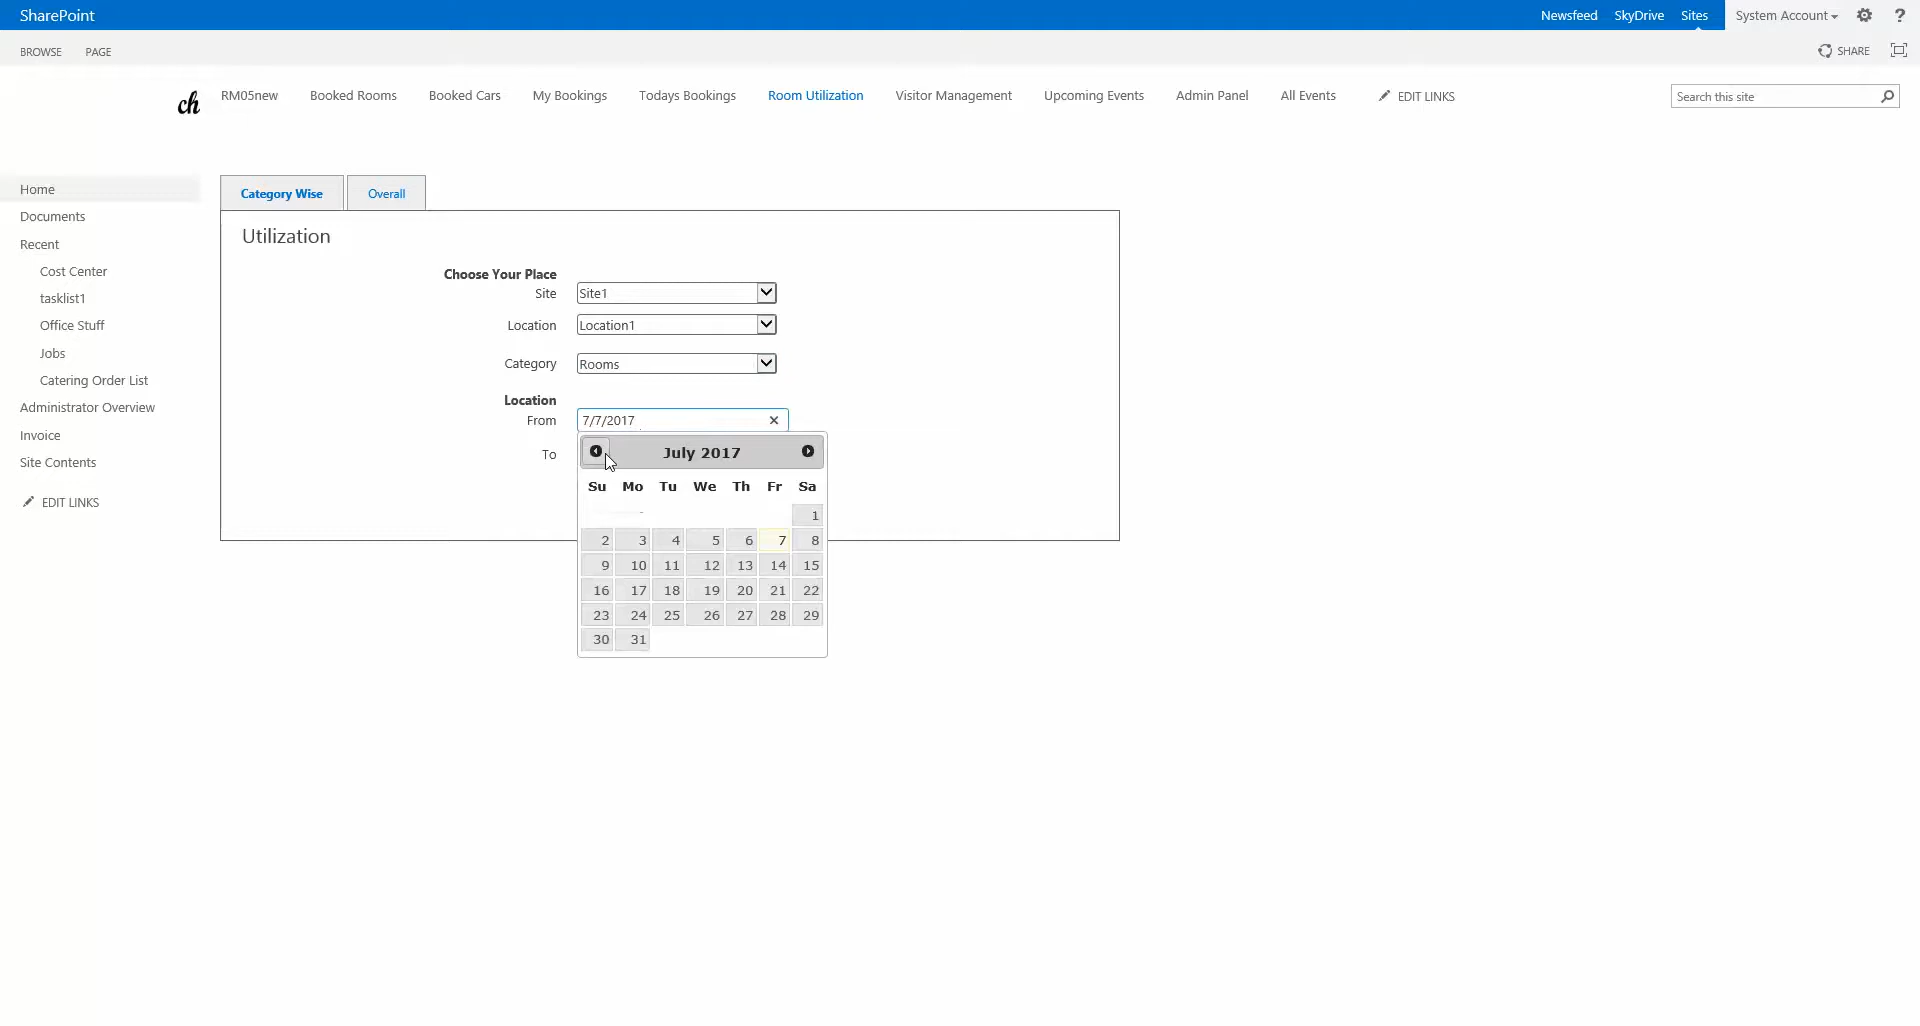 SharePoint
Newsfeed SkyDrive Sites System Account ?
BROWSE PAGE
SHARE
ch RM05new Booked Rooms Booked Cars My Bookings Todays Bookings Room Utilization Visitor Management Upcoming Events Admin Panel All Events EDIT LINKS
Search this site
Home
Documents
Recent
Cost Center
tasklist1
Office Stuff
Jobs
Catering Order List
Administrator Overview
Invoice
Site Contents
EDIT LINKS
Category Wise Overall
Utilization
Choose Your Place
Site Site1
Location Location1
Category Rooms
Location
From 7/7/2017
To
July 2017
Su Mo Tu We Th Fr Sa
1
2 3 4 5 6 7 8
9 10 11 12 13 14 15
16 17 18 19 20 21 22
23 24 25 26 27 28 29
30 31